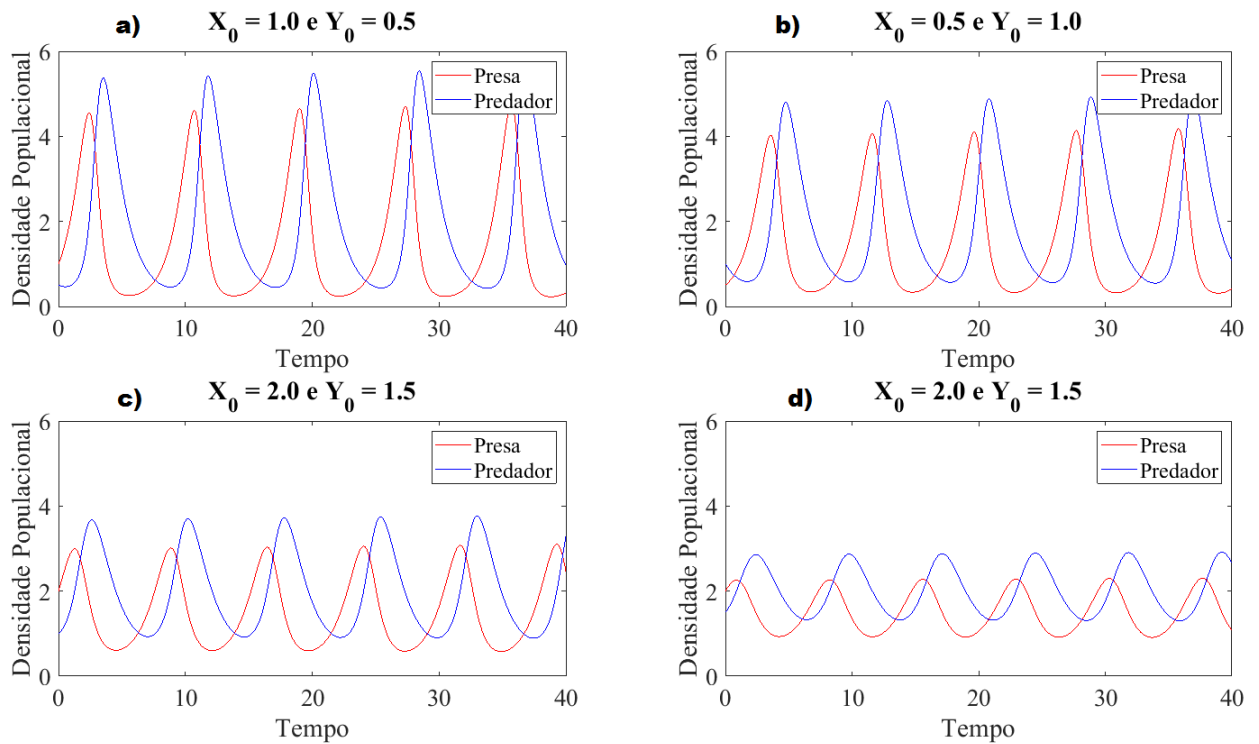 a) X₀ = 1.0 e Y₀ = 0.5
Densidade Populacional
6
4
2
0
Presa
Predador
0 10 20 30 40
Tempo
b) X₀ = 0.5 e Y₀ = 1.0
Densidade Populacional
6
4
2
0
Presa
Predador
0 10 20 30 40
Tempo
c) X₀ = 2.0 e Y₀ = 1.5
Densidade Populacional
6
4
2
0
Presa
Predador
0 10 20 30 40
Tempo
d) X₀ = 2.0 e Y₀ = 1.5
Densidade Populacional
6
4
2
0
Presa
Predador
0 10 20 30 40
Tempo